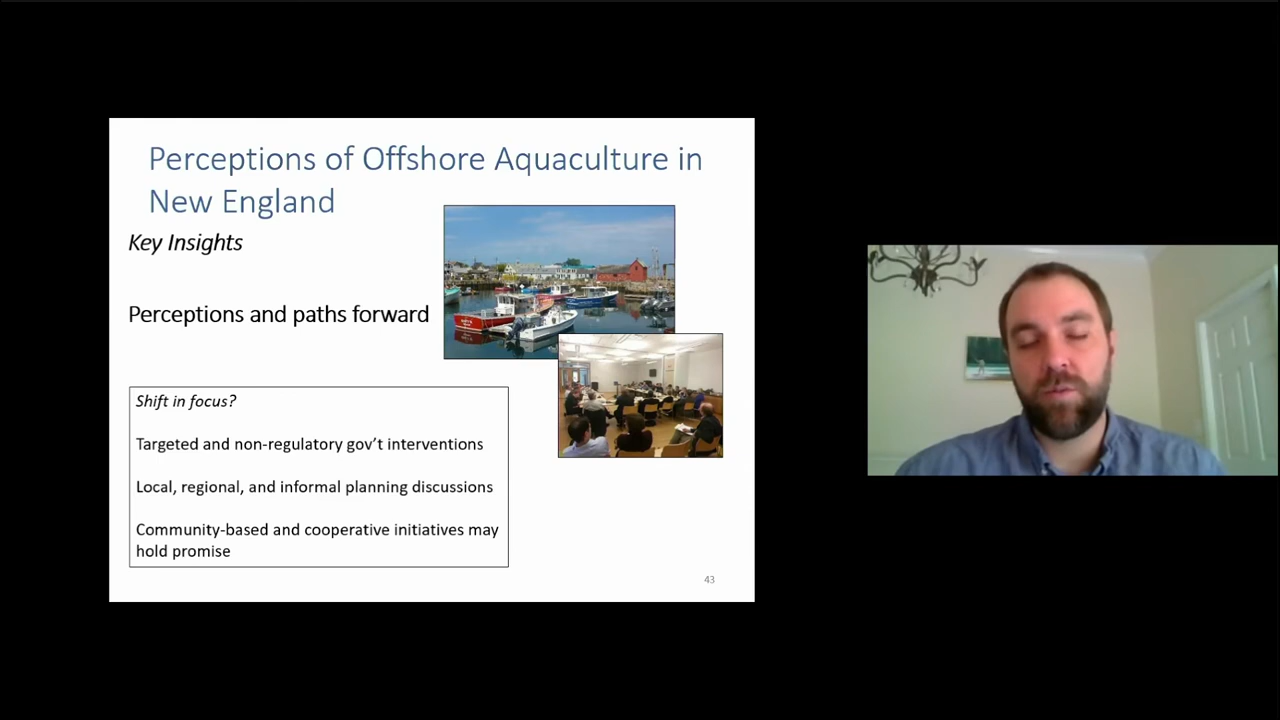 Perceptions of Offshore Aquaculture in
New England
Key Insights
Perceptions and paths forward
Shift in focus?
Targeted and non-regulatory gov’t interventions
Local, regional, and informal planning discussions
Community-based and cooperative initiatives may
hold promise
43